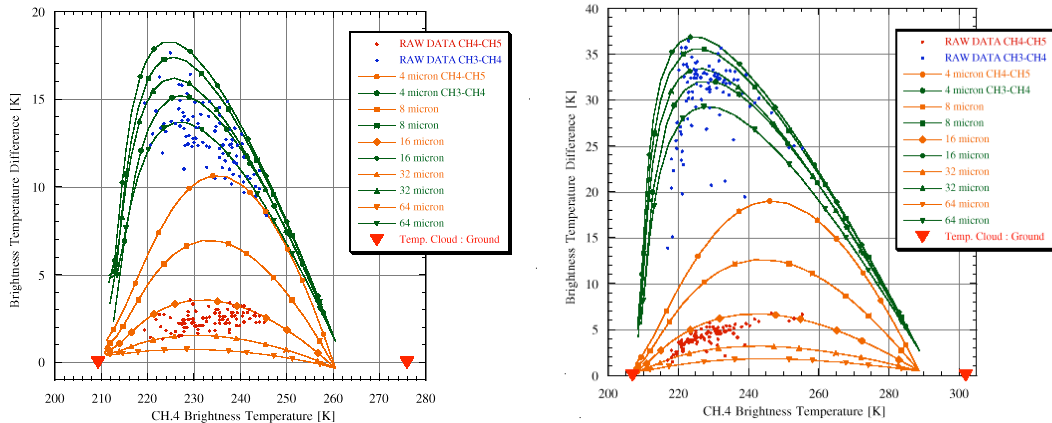 20
15
10
5
0
Brightness Temperature Difference [K]
200 210 220 230 240 250 260 270 280
CH.4 Brightness Temperature [K]
RAW DATA CH4-CH5
RAW DATA CH3-CH4
4 micron CH4-CH5
4 micron CH3-CH4
8 micron
8 micron
16 micron
16 micron
32 micron
32 micron
64 micron
64 micron
Temp. Cloud : Ground
40
35
30
25
20
15
10
5
0
Brightness Temperature Difference [K]
200 220 240 260 280 300
CH.4 Brightness Temperature [K]
RAW DATA CH4-CH5
RAW DATA CH3-CH4
4 micron CH4-CH5
4 micron CH3-CH4
8 micron
8 micron
16 micron
16 micron
32 micron
32 micron
64 micron
64 micron
Temp. Cloud : Ground